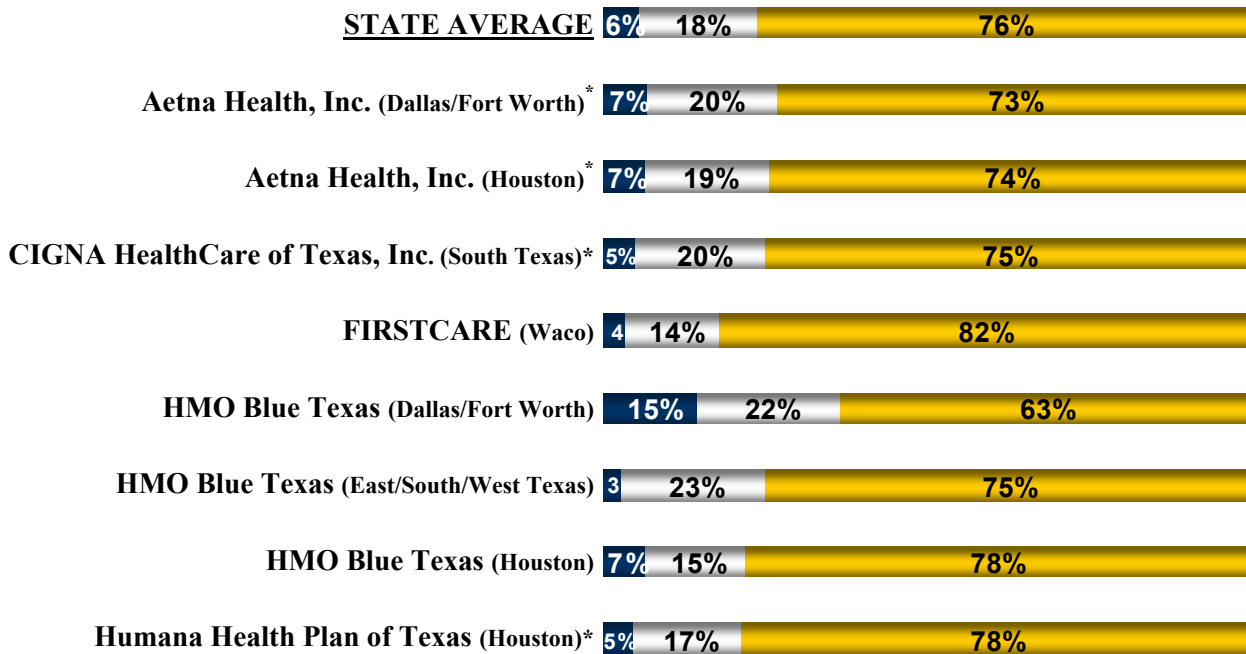 STATE AVERAGE 6% 18% 76%
Aetna Health, Inc. (Dallas/Fort Worth)* 7% 20% 73%
Aetna Health, Inc. (Houston)* 7% 19% 74%
CIGNA HealthCare of Texas, Inc. (South Texas)* 5% 20% 75%
FIRSTCARE (Waco) 4 14% 82%
HMO Blue Texas (Dallas/Fort Worth) 15% 22% 63%
HMO Blue Texas (East/South/West Texas) 3 23% 75%
HMO Blue Texas (Houston) 7% 15% 78%
Humana Health Plan of Texas (Houston)* 5% 17% 78%